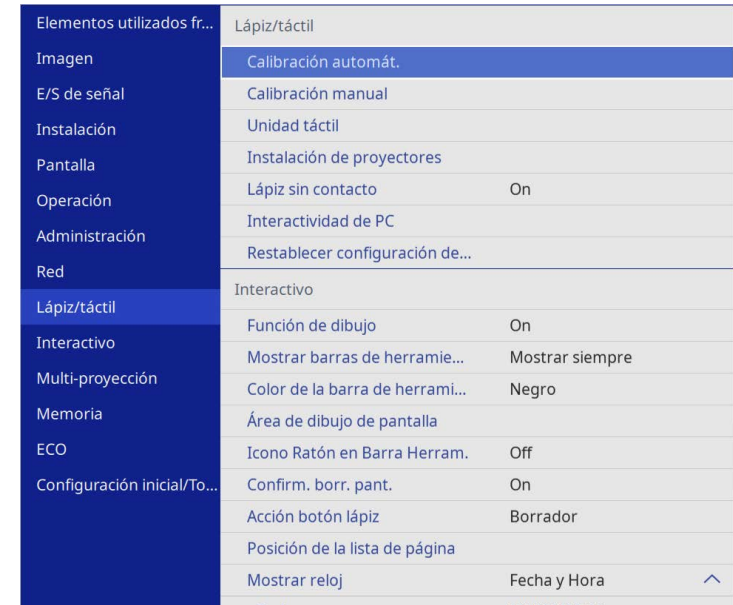 Elementos utilizados fr...
Imagen
E/S de señal
Instalación
Pantalla
Operación
Administración
Red
Lápiz/táctil
Interactivo
Multi-proyección
Memoria
ECO
Configuración inicial/To...
Lápiz/táctil
Calibración automát.
Calibración manual
Unidad táctil
Instalación de proyectores
Lápiz sin contacto On
Interactividad de PC
Restablecer configuración de...
Interactivo
Función de dibujo On
Mostrar barras de herramie... Mostrar siempre
Color de la barra de herrami... Negro
Área de dibujo de pantalla
Icono Ratón en Barra Herram. Off
Confirm. borr. pant. On
Acción botón lápiz Borrador
Posición de la lista de página
Mostrar reloj Fecha y Hora